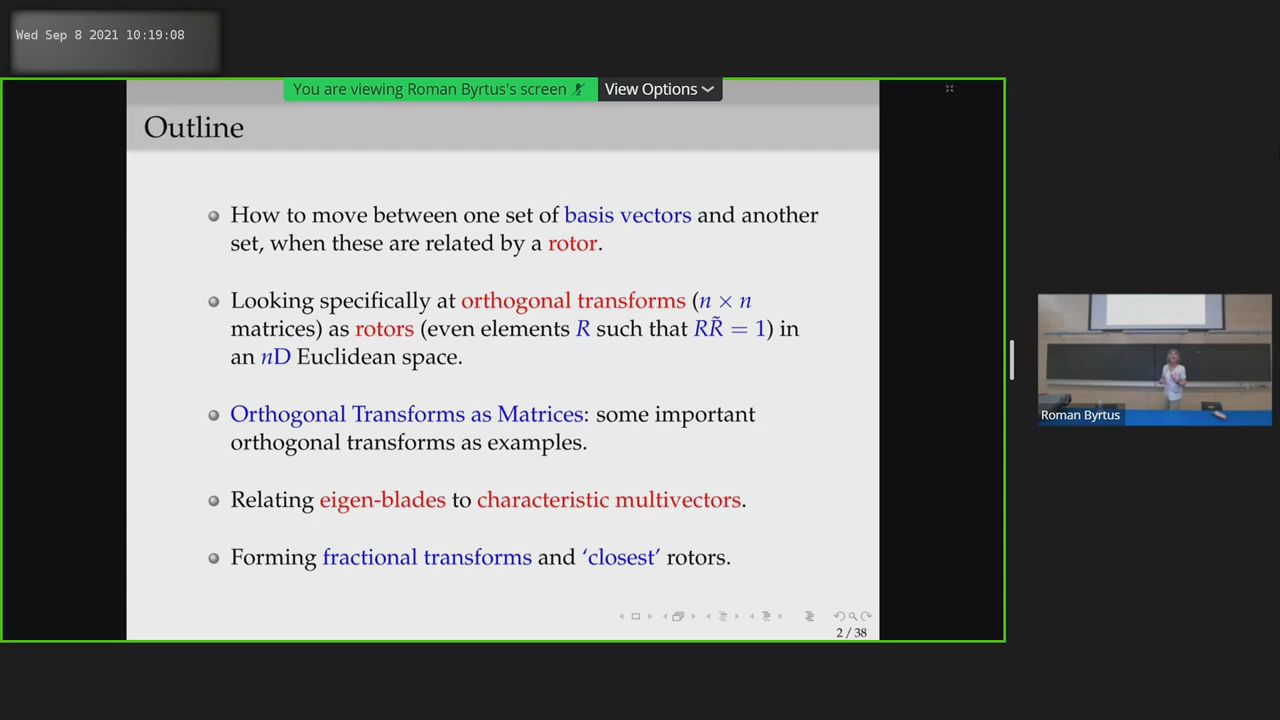 Wed Sep 8 2021 10:19:08
You are viewing Roman Byrtus's screen
View Options
Outline
How to move between one set of basis vectors and another
set, when these are related by a rotor.
Looking specifically at orthogonal transforms (n × n
matrices) as rotors (even elements R such that RR̃ = 1) in
an nD Euclidean space.
Orthogonal Transforms as Matrices: some important
orthogonal transforms as examples.
Relating eigen-blades to characteristic multivectors.
Forming fractional transforms and ‘closest’ rotors.
2 / 38
Roman Byrtus